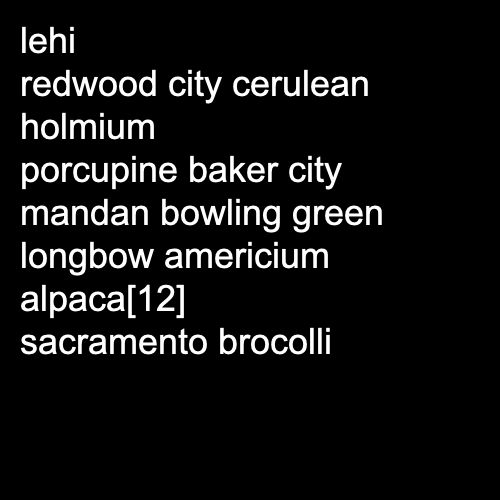 lehi
redwood city cerulean
holmium
porcupine baker city
mandan bowling green
longbow americium
alpaca[12]
sacramento brocolli